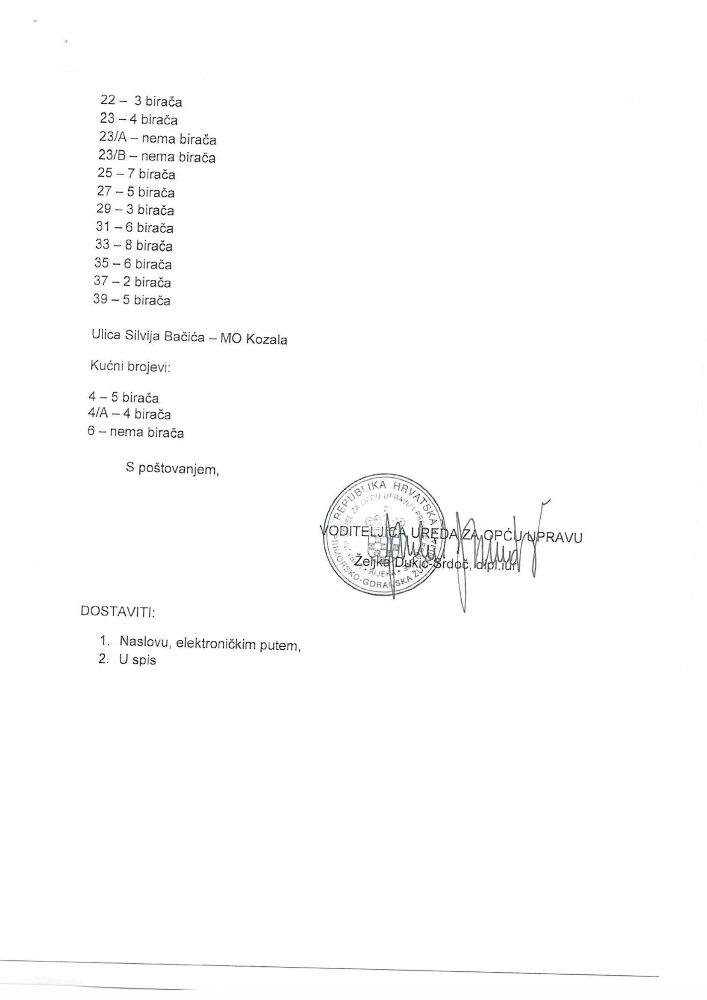 22 – 3 birača
23 – 4 birača
23/A – nema birača
23/B – nema birača
25 – 7 birača
27 – 5 birača
29 – 3 birača
31 – 6 birača
33 – 8 birača
35 – 6 birača
37 – 2 birača
39 – 5 birača
Ulica Silvija Bačića – MO Kozala
Kućni brojevi:
4 – 5 birača
4/A – 4 birača
6 – nema birača
S poštovanjem,
REPUBLIKA HRVATSKA
PRIMORSKO-GORANSKA ŽUPANIJA
ZA OPĆU UPRAVU I
2
RIJEKA
VODITELJICA UREDA ZA OPĆU UPRAVU
Željka Dukić-Srdoč, dipl.iur.
DOSTAVITI:
1. Naslovu, elektroničkim putem,
2. U spis